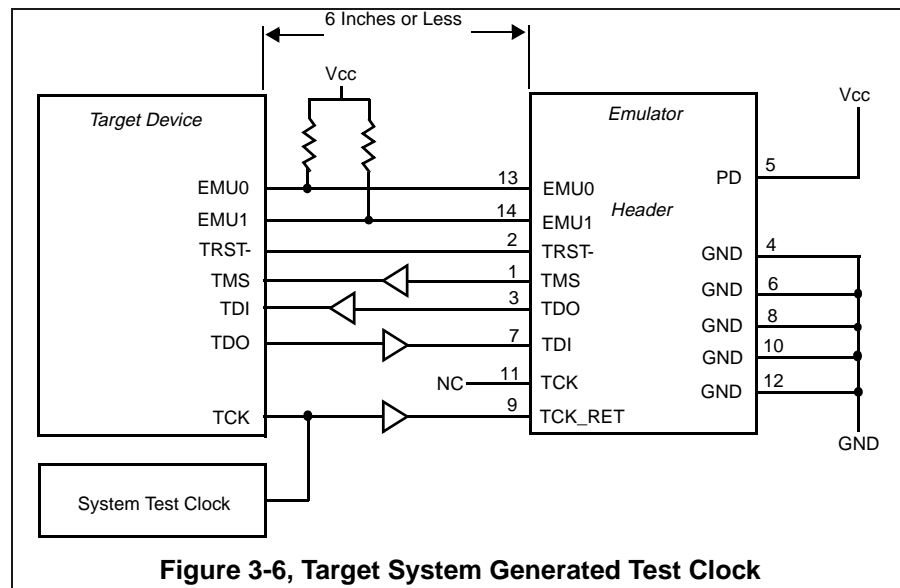 6 Inches or Less
Vcc
Target Device
EMU0
EMU1
TRST-
TMS
TDI
TDO
TCK
System Test Clock
13
14
2
1
3
7
NC
11
9
Emulator
Header
EMU0
EMU1
TRST-
TMS
TDO
TDI
TCK
TCK_RET
PD
GND
GND
GND
GND
GND
5
4
6
8
10
12
Vcc
GND
Figure 3-6, Target System Generated Test Clock